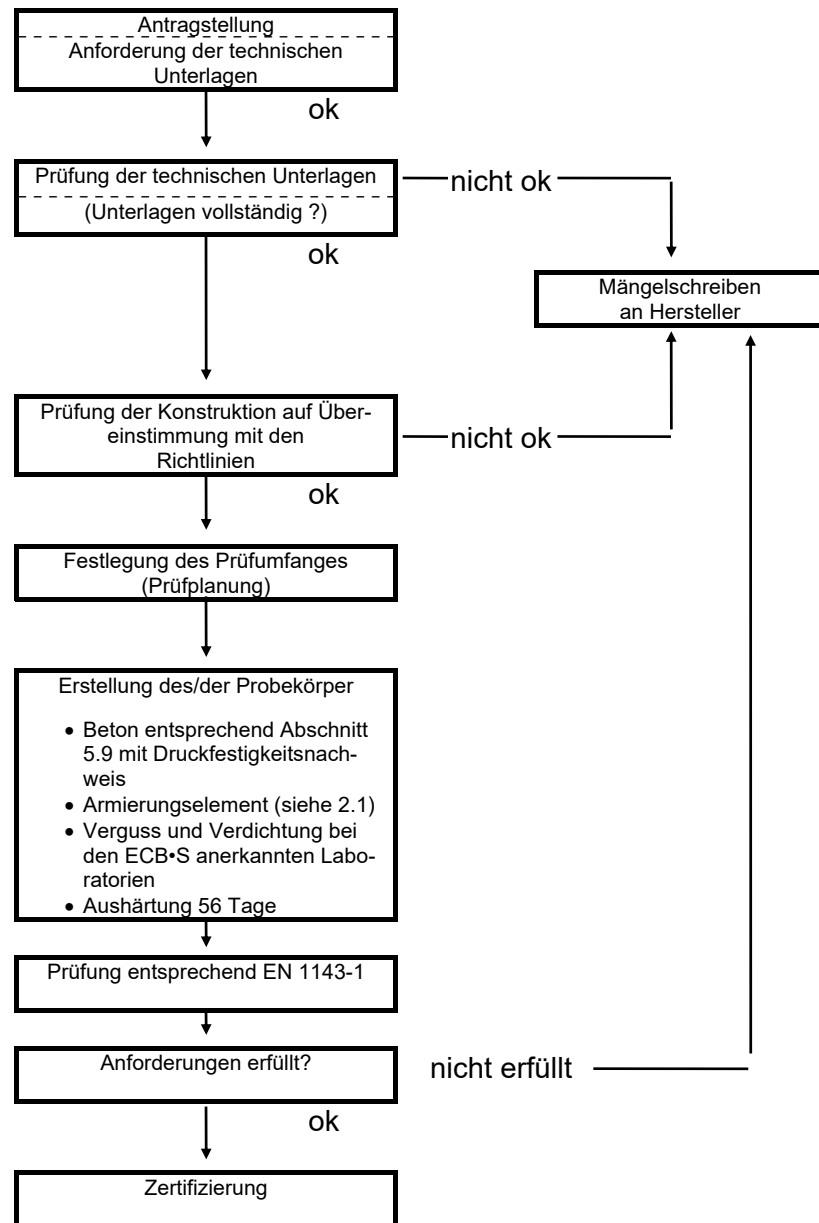 Antragstellung
Anforderung der technischen
Unterlagen
ok
Prüfung der technischen Unterlagen
nicht ok
(Unterlagen vollständig ?)
ok
Mängelschreiben
an Hersteller
Prüfung der Konstruktion auf Über-
einstimmung mit den
Richtlinien
nicht ok
ok
Festlegung des Prüfumfanges
(Prüfplanung)
Erstellung des/der Probekörper
• Beton entsprechend Abschnitt
5.9 mit Druckfestigkeitsnach-
weis
• Armierungselement (siehe 2.1)
• Verguss und Verdichtung bei
den ECB•S anerkannten Labo-
ratorien
• Aushärtung 56 Tage
Prüfung entsprechend EN 1143-1
Anforderungen erfüllt?
nicht erfüllt
ok
Zertifizierung